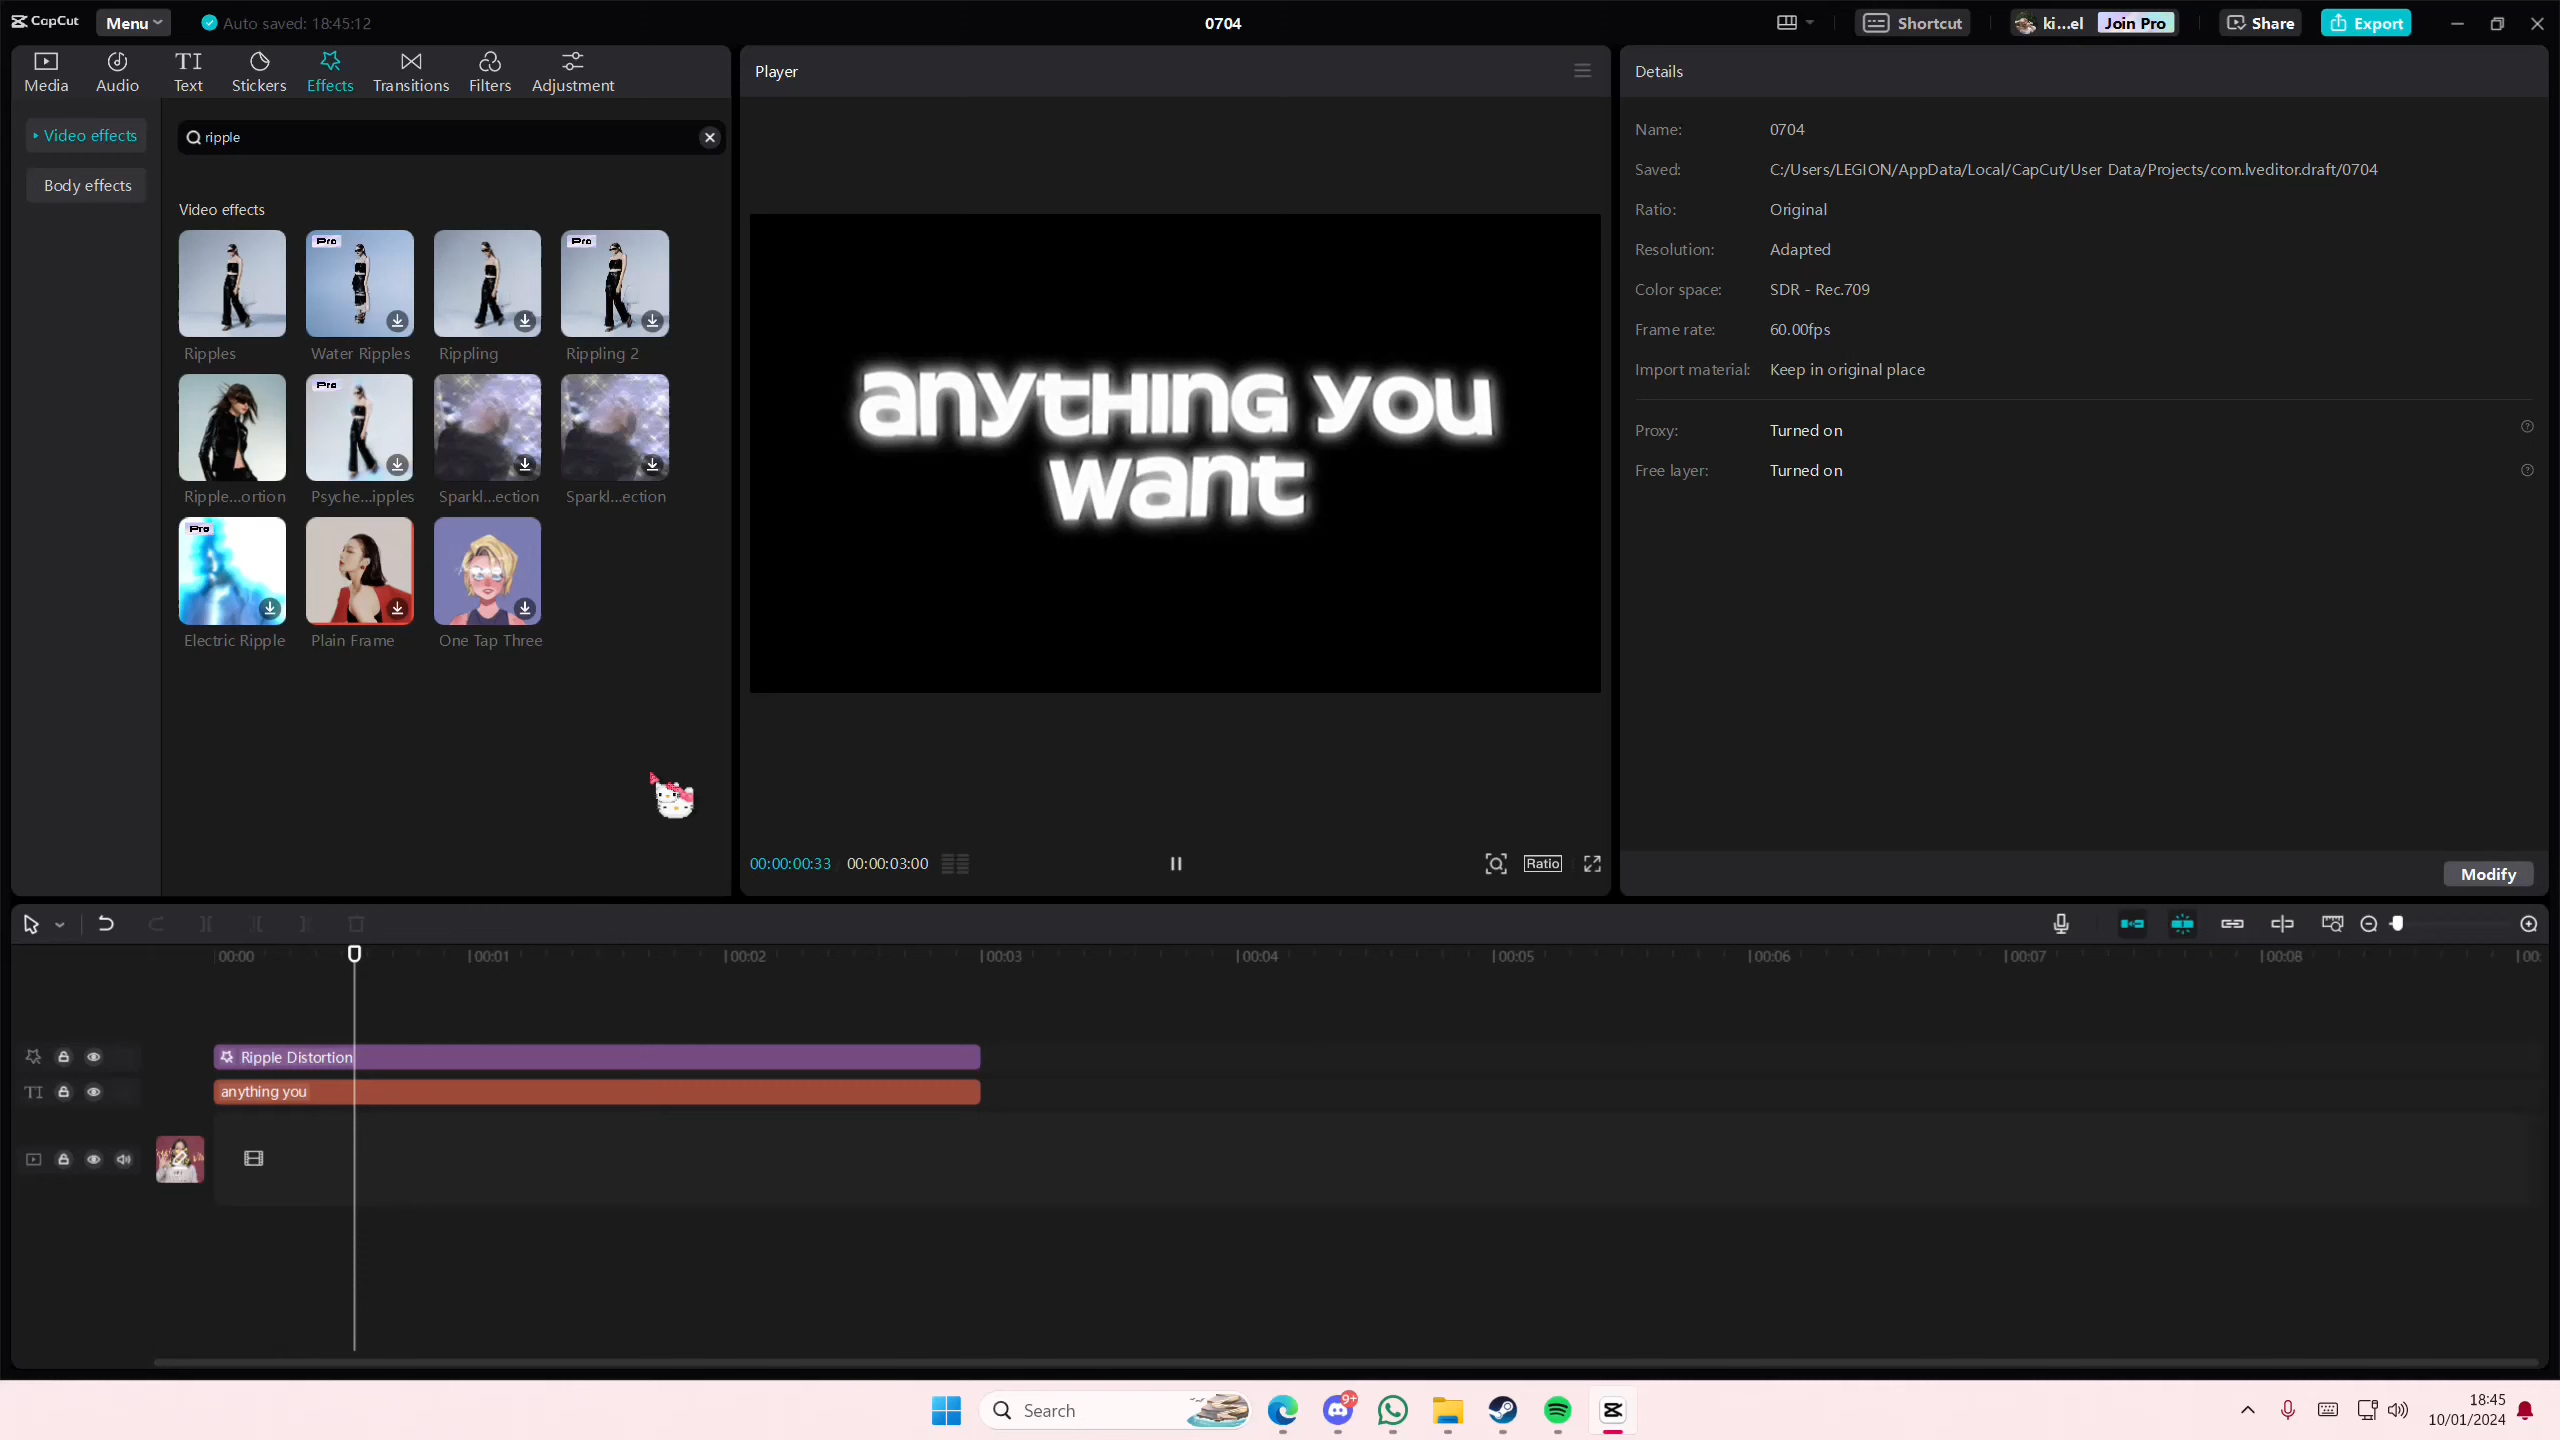 CapCut
Menu
Auto saved: 18:45:12
0704
Shortcut
ki...el
Join Pro
Share
Export
Media
Audio
Text
Stickers
Effects
Transitions
Filters
Adjustment
Video effects
Body effects
ripple
Video effects
Pro
Pro
Ripples
Water Ripples
Rippling
Rippling 2
Pro
Ripple...ortion
Psyche...ipples
Sparkl...ection
Sparkl...ection
Pro
Electric Ripple
Plain Frame
One Tap Three
Player
anything you
want
00:00:00:33
00:00:03:00
Ratio
Details
Name: 0704
Saved: C:/Users/LEGION/AppData/Local/CapCut/User Data/Projects/com.lveditor.draft/0704
Ratio: Original
Resolution: Adapted
Color space: SDR - Rec.709
Frame rate: 60.00fps
Import material: Keep in original place
Proxy: Turned on
Free layer: Turned on
Modify
00:00
00:01
00:02
00:03
00:04
00:05
00:06
00:07
00:08
00:
Ripple Distortion
TI
anything you
Search
9+
18:45
10/01/2024